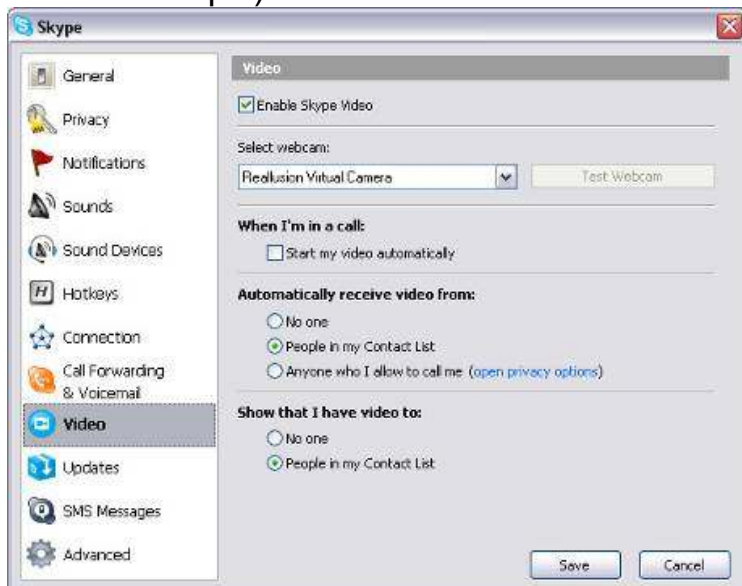 Skype
General
Privacy
Notifications
Sounds
Sound Devices
H Hotkeys
Connection
Call Forwarding
& Voicemail
Video
Updates
SMS Messages
Advanced
Video
Enable Skype Video
Select webcam:
Reallusion Virtual Camera
Test Webcam
When I'm in a call:
Start my video automatically
Automatically receive video from:
No one
People in my Contact List
Anyone who I allow to call me (open privacy options)
Show that I have video to:
No one
People in my Contact List
Save Cancel